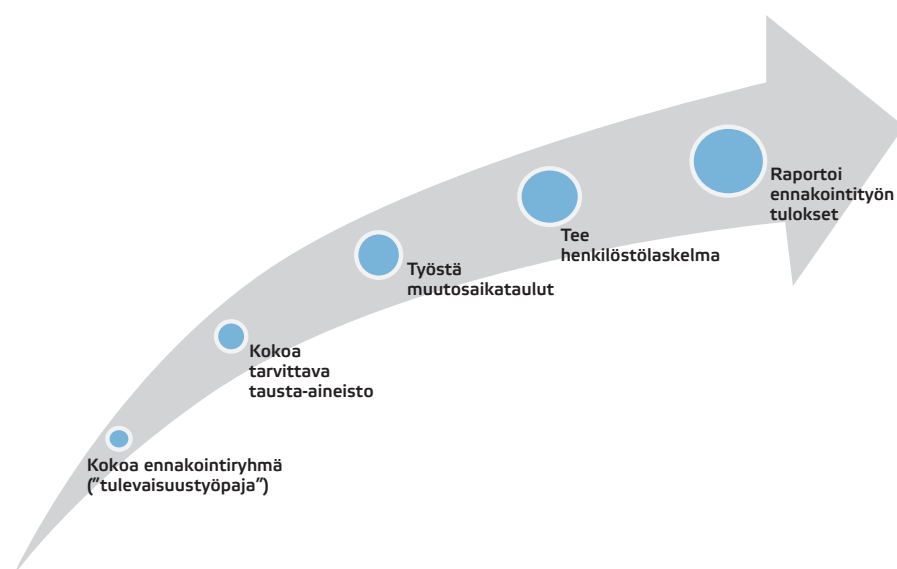 Kokoa ennakointiryhmä
(”tulevaisuustyöpaja”)
Kokoa
tarvittava
tausta-aineisto
Työstä
muutosaikataulut
Tee
henkilöstölaskelma
Raportoi
ennakointityön
tulokset